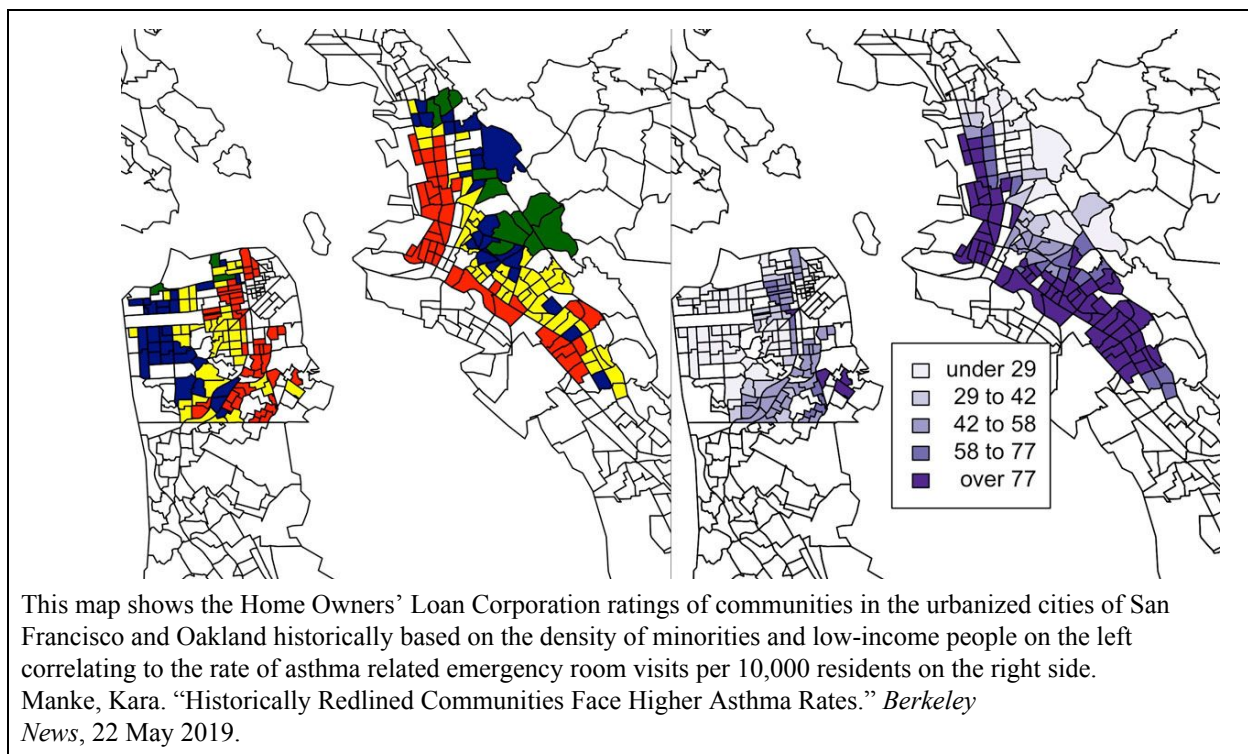 under 29
29 to 42
42 to 58
58 to 77
over 77
This map shows the Home Owners’ Loan Corporation ratings of communities in the urbanized cities of San
Francisco and Oakland historically based on the density of minorities and low-income people on the left
correlating to the rate of asthma related emergency room visits per 10,000 residents on the right side.
Manke, Kara. “Historically Redlined Communities Face Higher Asthma Rates.” Berkeley
News, 22 May 2019.